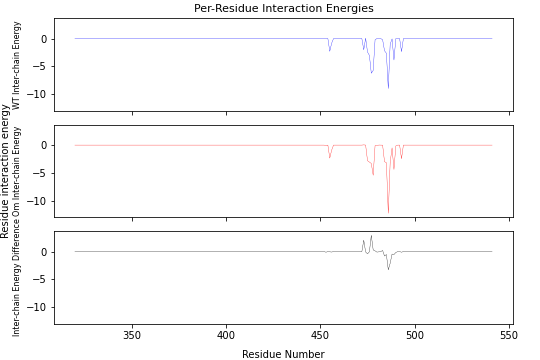 Per-Residue Interaction Energies
WT Inter-chain Energy
0
−5
−10
Residue interaction energy
Om Inter-chain Energy
0
−5
−10
Inter-chain Energy Difference
0
−5
−10
350
400
450
500
550
Residue Number